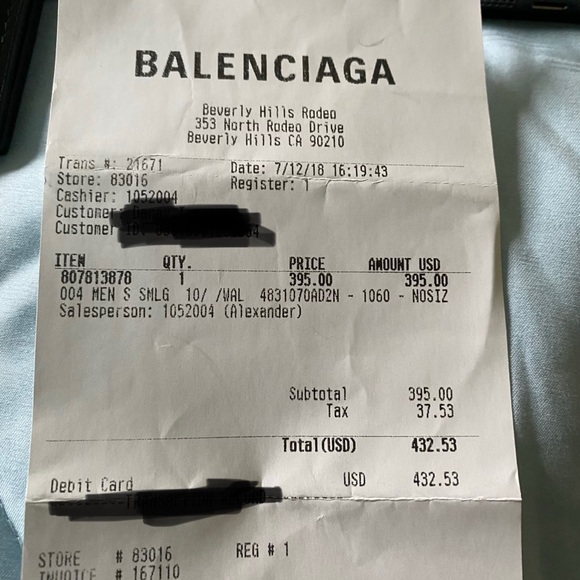 BALENCIAGA
Beverly Hills Rodeo
353 North Rodeo Drive
Beverly Hills CA 90210
Trans #: 21671 Date: 7/12/18 16:19:43
Store: 83016 Register: 1
Cashier: 1052004
Customer
Customer
ITEM QTY. PRICE AMOUNT USD
807813878 1 395.00 395.00
004 MEN S SMLG 10/ /WAL 4831070AD2N - 1060 - NOSIZ
Salesperson: 1052004 (Alexander)
Subtotal 395.00
Tax 37.53
Total(USD) 432.53
Debit Card USD 432.53
STORE # 83016 REG # 1
INVOICE # 167110